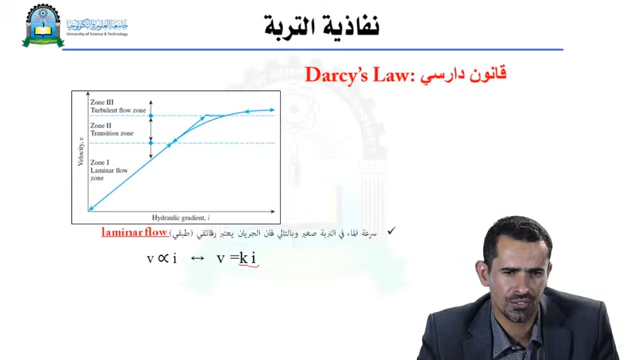 جامعة العلوم والتكنولوجيا
University of Science & Technology
نفاذية التربة
قانون دارسي Darcy's Law:
Zone III
Turbulent flow zone
Zone II
Transition zone
Zone I
Laminar flow
zone
Velocity, v
Hydraulic gradient, i
✓ سرعة الماء في التربة صغير وبالتالي فان الجريان يعتبر رقائقي (طبقي) laminar flow
v ∝ i ↔ v = k i